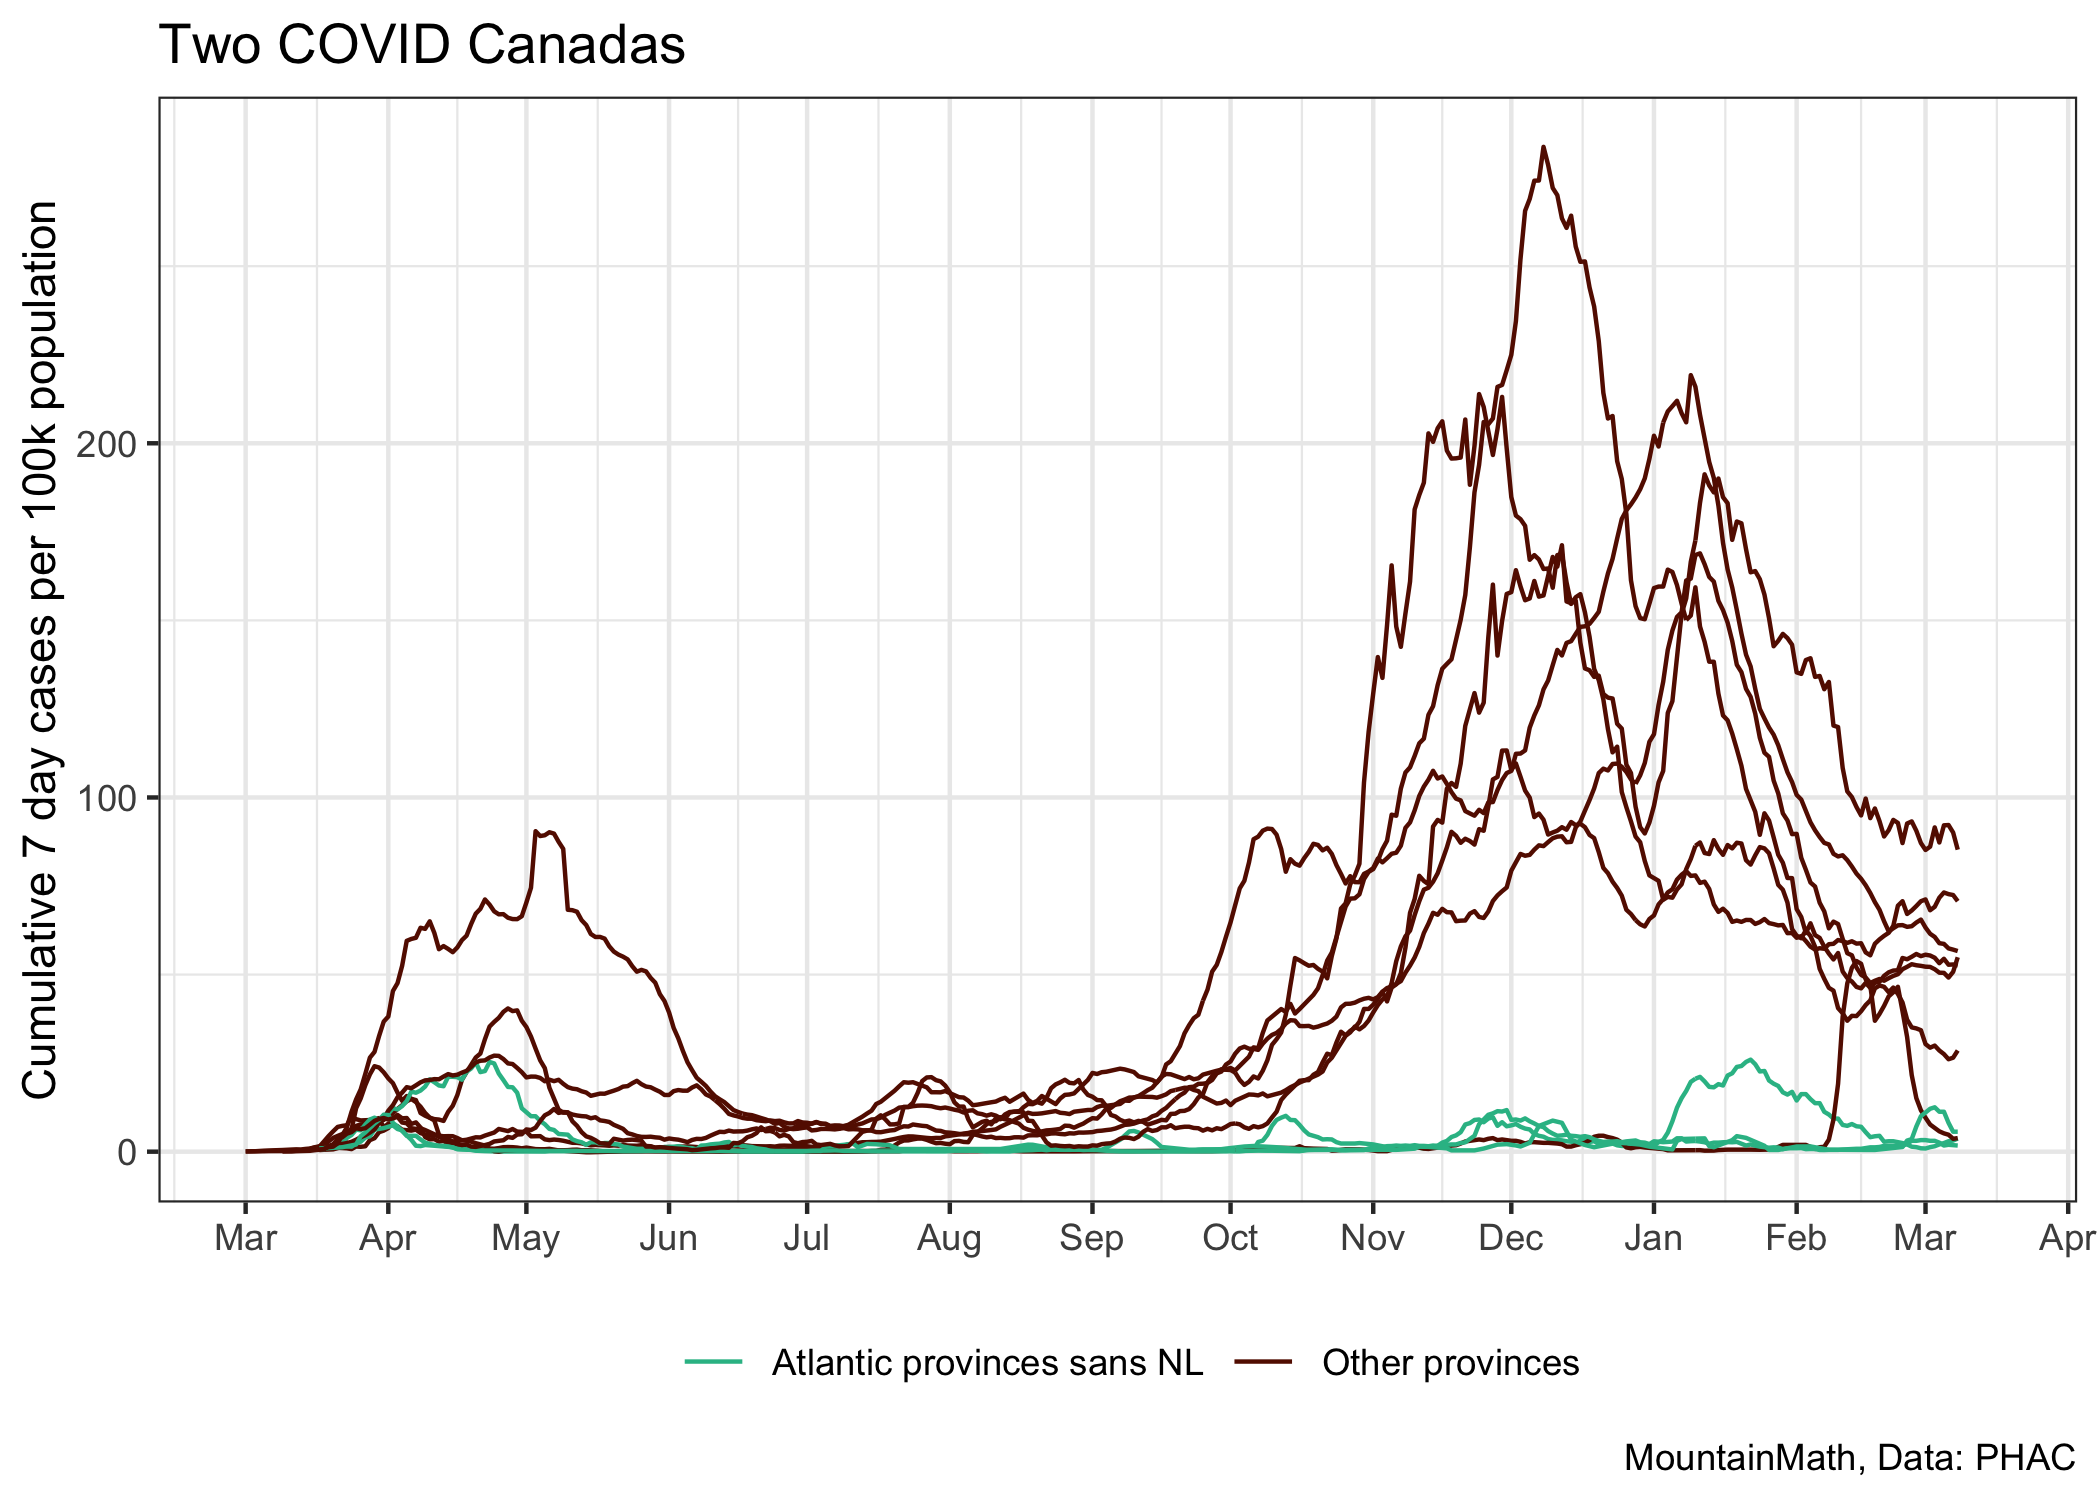 Two COVID Canadas
Cumulative 7 day cases per 100k population
200
100
0
Mar Apr May Jun Jul Aug Sep Oct Nov Dec Jan Feb Mar Apr
Atlantic provinces sans NL Other provinces
MountainMath, Data: PHAC